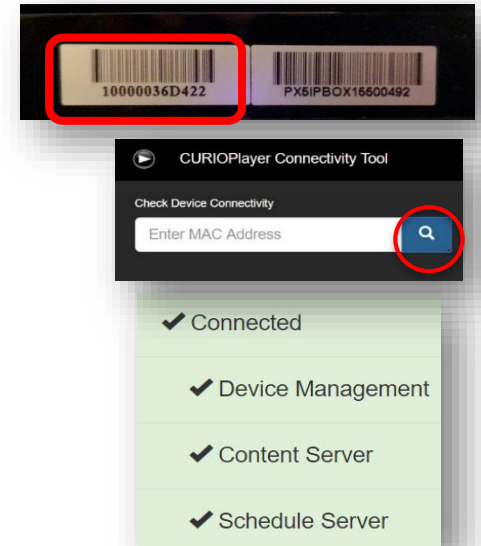 10000036D422
PX5IPBOX15500492
CURIOPlayer Connectivity Tool
Check Device Connectivity
Enter MAC Address
Connected
Device Management
Content Server
Schedule Server